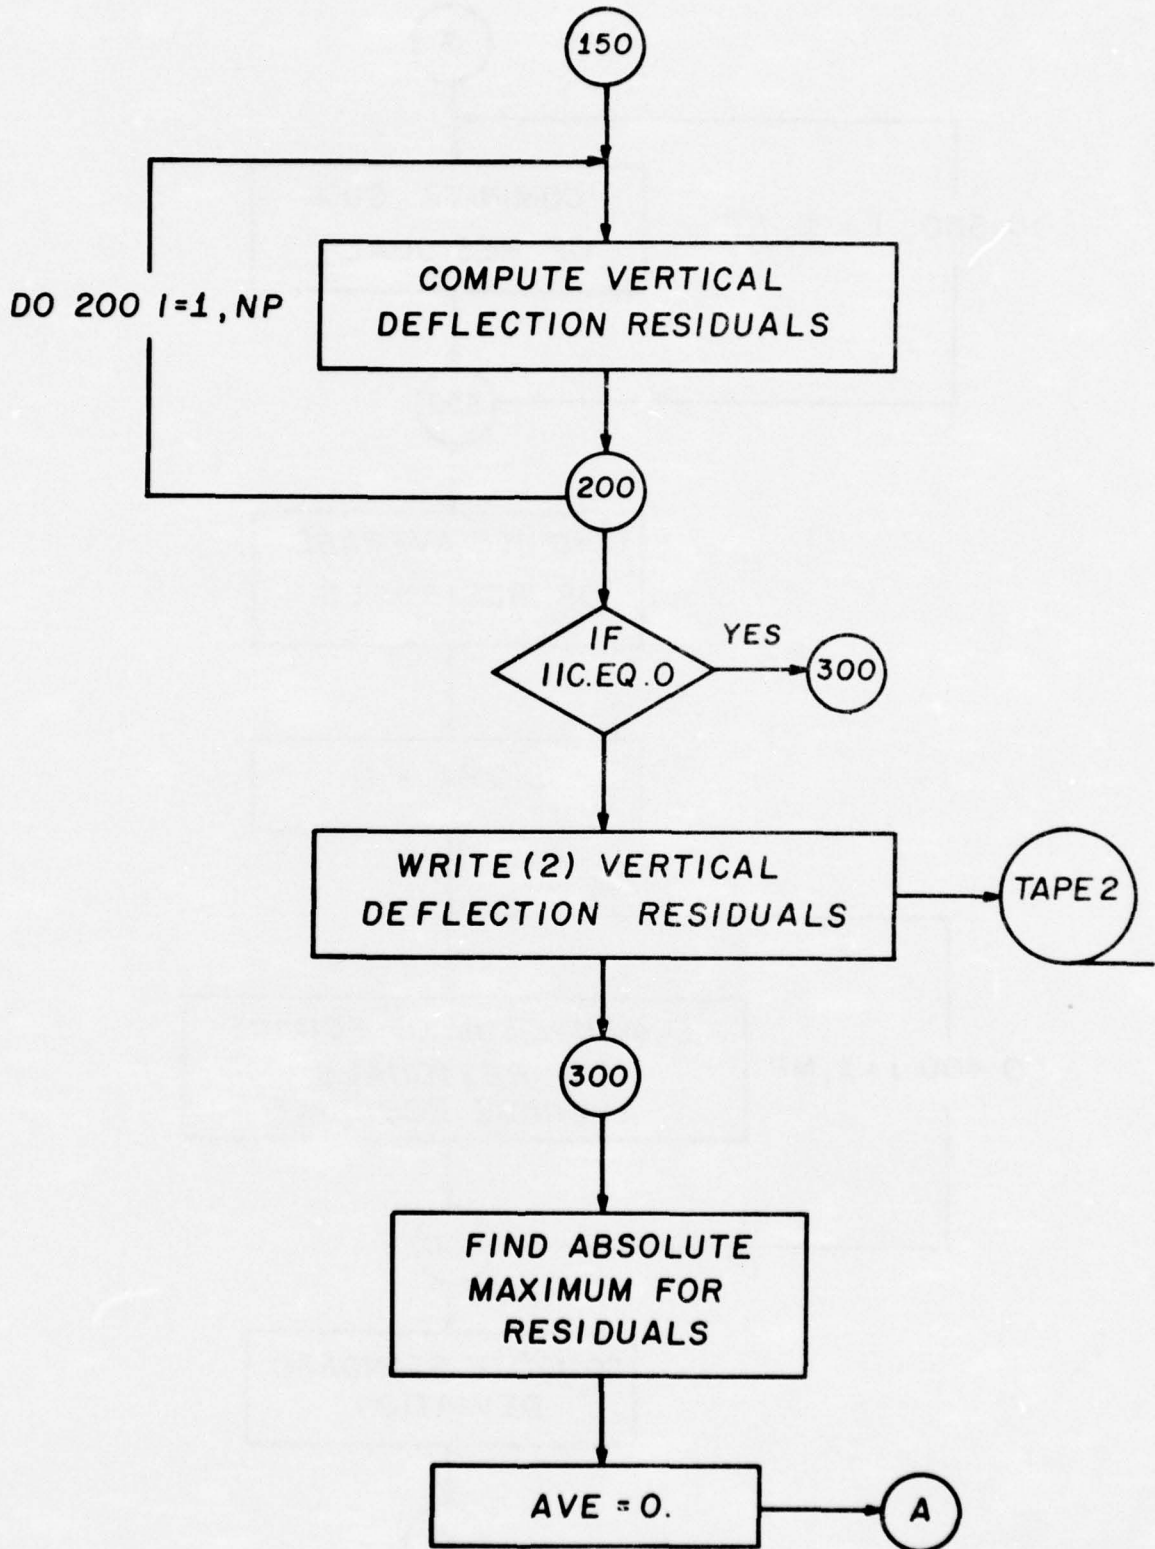 150
COMPUTE VERTICAL
DEFLECTION RESIDUALS
DO 200 I=1, NP
200
IF
IIC.EQ.0
YES
300
WRITE(2) VERTICAL
DEFLECTION RESIDUALS
TAPE 2
300
FIND ABSOLUTE
MAXIMUM FOR
RESIDUALS
AVE = 0.
A